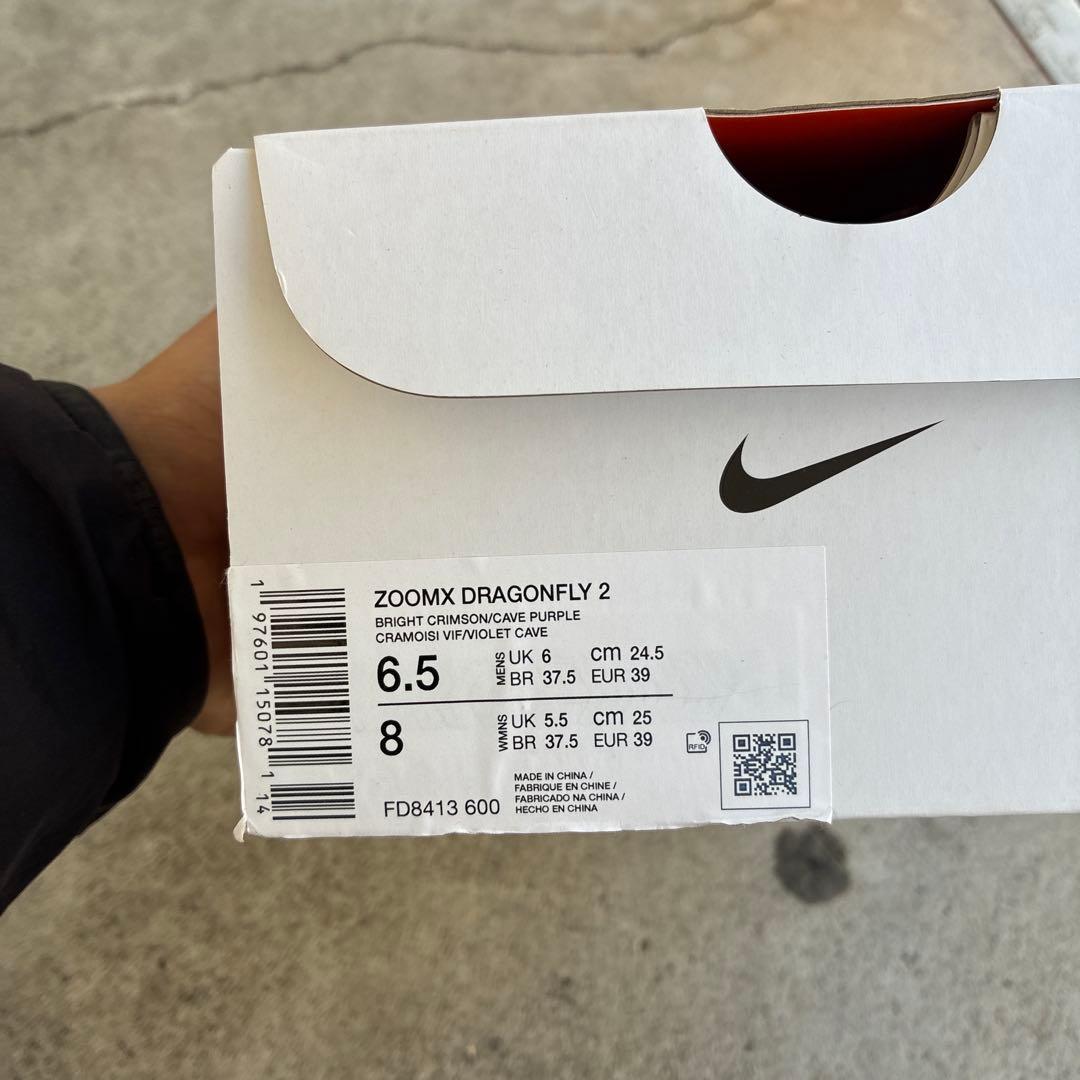 ZOOMX DRAGONFLY 2
BRIGHT CRIMSON/CAVE PURPLE
CRAMOISI VIF/VIOLET CAVE
6.5 MENS UK 6 cm 24.5
BR 37.5 EUR 39
8 WMNS UK 5.5 cm 25
BR 37.5 EUR 39
RFID
MADE IN CHINA /
FABRIQUE EN CHINE /
FABRICADO NA CHINA /
HECHO EN CHINA
FD8413 600
1 97601 15078 1 14